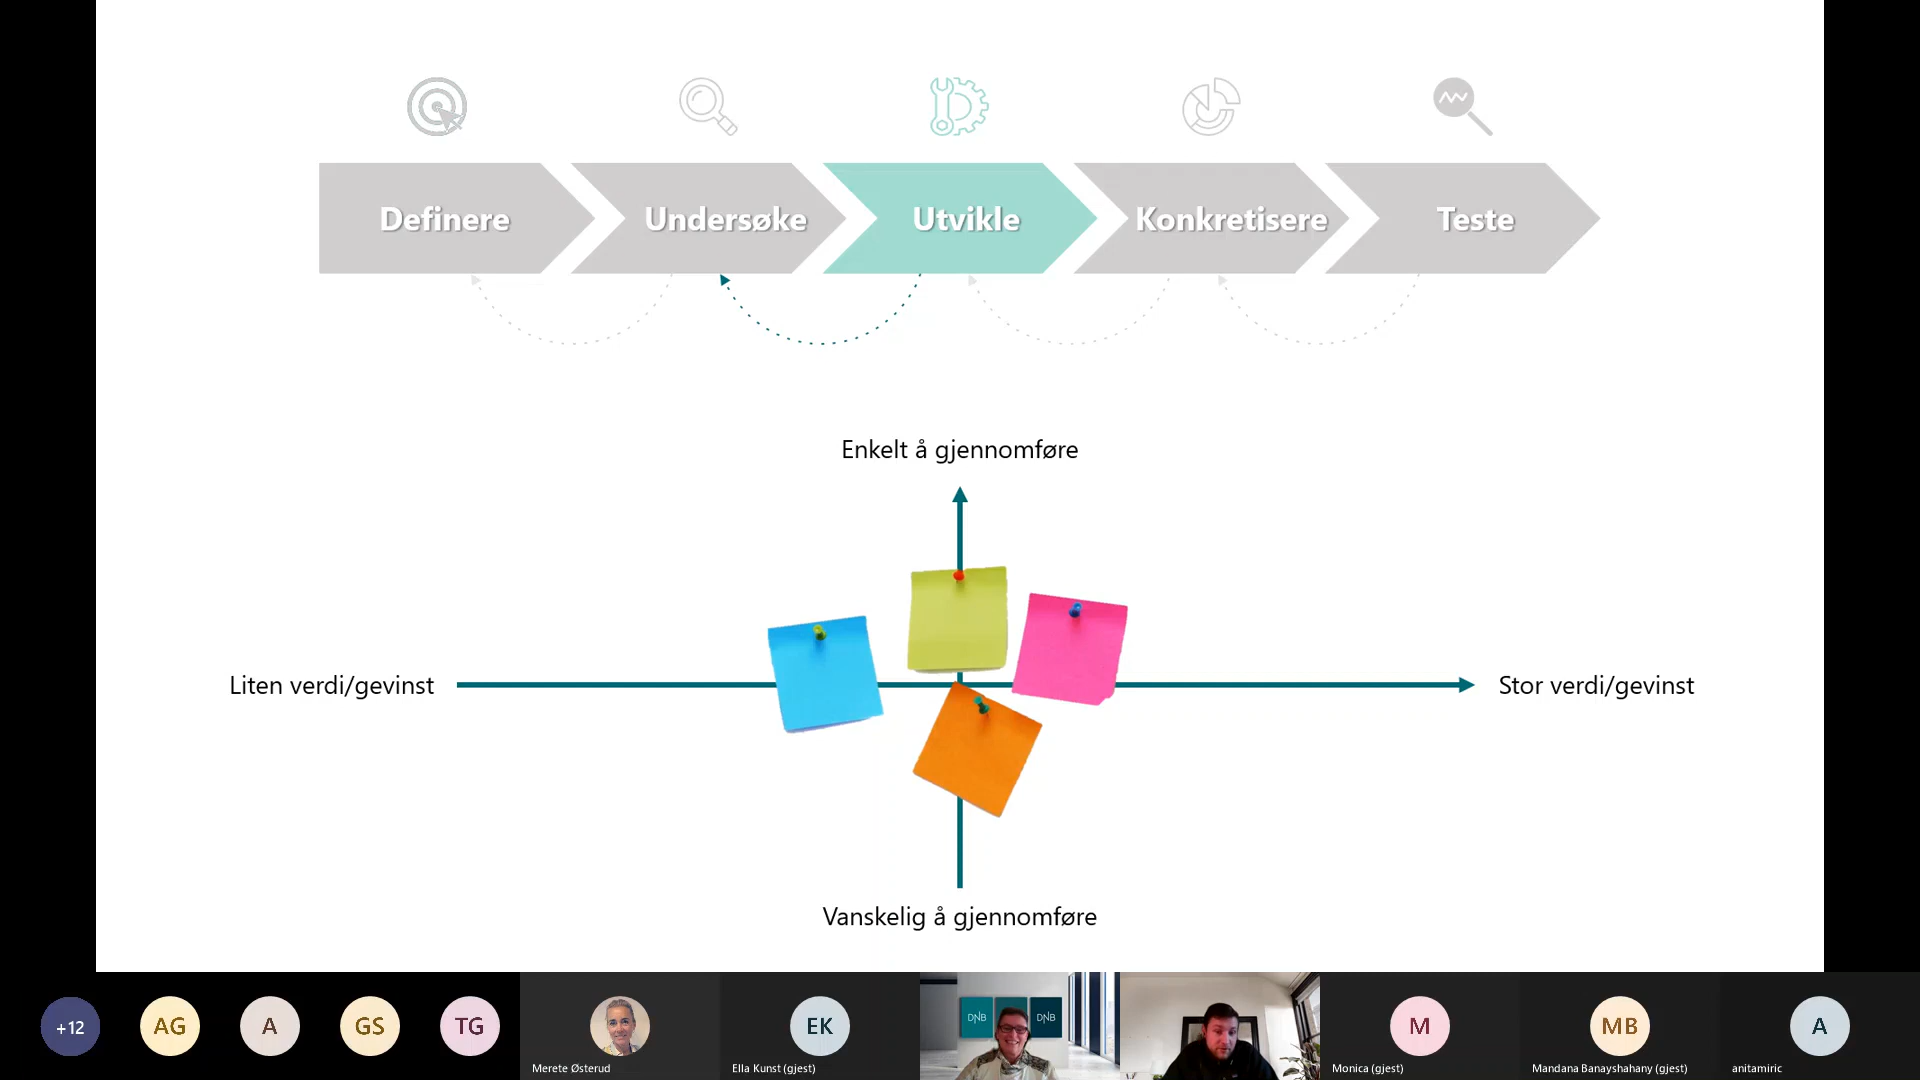 Definere
Undersøke
Utvikle
Konkretisere
Teste
Enkelt å gjennomføre
Liten verdi/gevinst
Stor verdi/gevinst
Vanskelig å gjennomføre
+12
AG
A
GS
TG
Merete Østerud
EK
Ella Kunst (gjest)
DNB
DNB
M
Monica (gjest)
MB
Mandana Banayshahany (gjest)
A
anitamiric